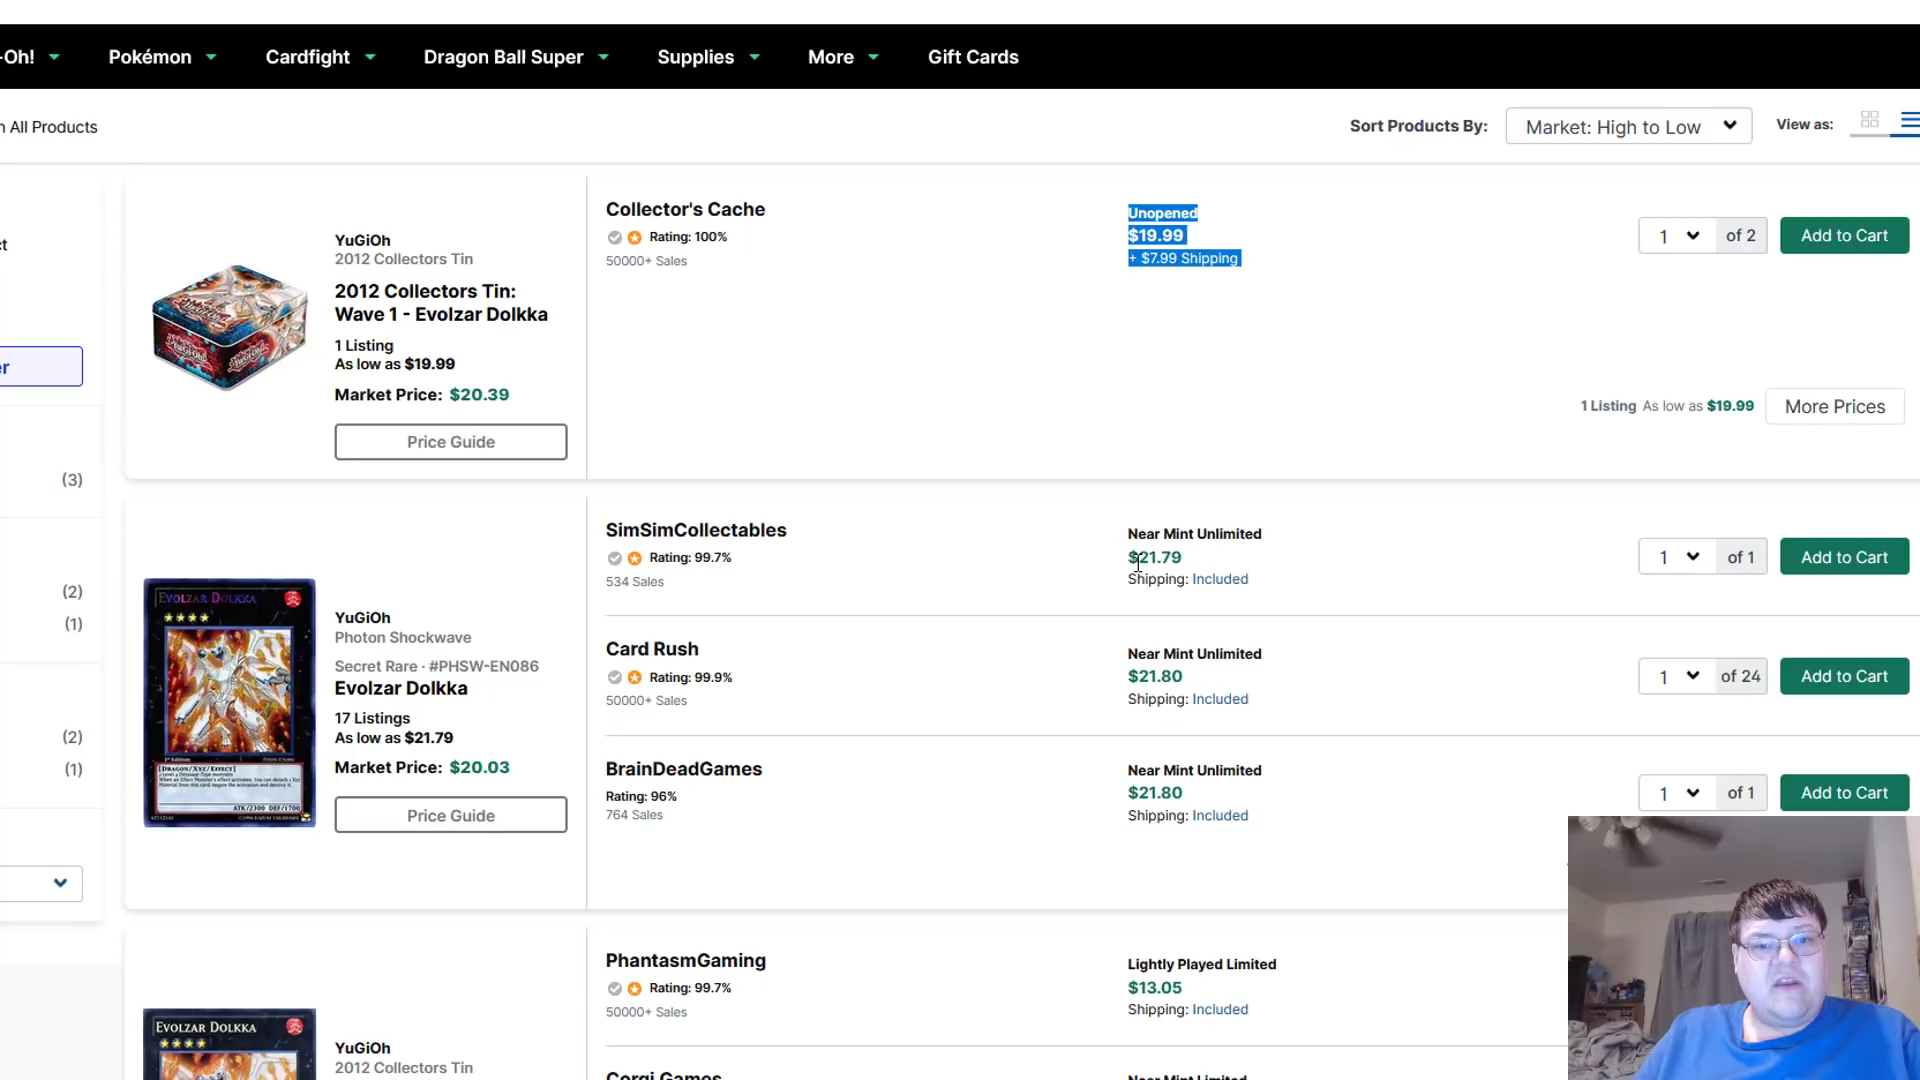 -Oh!
Pokémon
Cardfight
Dragon Ball Super
Supplies
More
Gift Cards
All Products
Sort Products By:
Market: High to Low
View as:
(3)
(2)
(1)
(2)
(1)
YuGiOh
2012 Collectors Tin
2012 Collectors Tin:
Wave 1 - Evolzar Dolkka
1 Listing
As low as $19.99
Market Price: $20.39
Price Guide
Collector's Cache
Rating: 100%
50000+ Sales
Unopened
$19.99
+ $7.99 Shipping
1 of 2
Add to Cart
1 Listing As low as $19.99
More Prices
EVOLZAR DOLKKA
YuGiOh
Photon Shockwave
Secret Rare · #PHSW-EN086
Evolzar Dolkka
17 Listings
As low as $21.79
Market Price: $20.03
Price Guide
SimSimCollectables
Rating: 99.7%
534 Sales
Near Mint Unlimited
$21.79
Shipping: Included
1 of 1
Add to Cart
Card Rush
Rating: 99.9%
50000+ Sales
Near Mint Unlimited
$21.80
Shipping: Included
1 of 24
Add to Cart
BrainDeadGames
Rating: 96%
764 Sales
Near Mint Unlimited
$21.80
Shipping: Included
1 of 1
Add to Cart
EVOLZAR DOLKKA
YuGiOh
2012 Collectors Tin
PhantasmGaming
Rating: 99.7%
50000+ Sales
Lightly Played Limited
$13.05
Shipping: Included
Corgi Games
Near Mint Limited